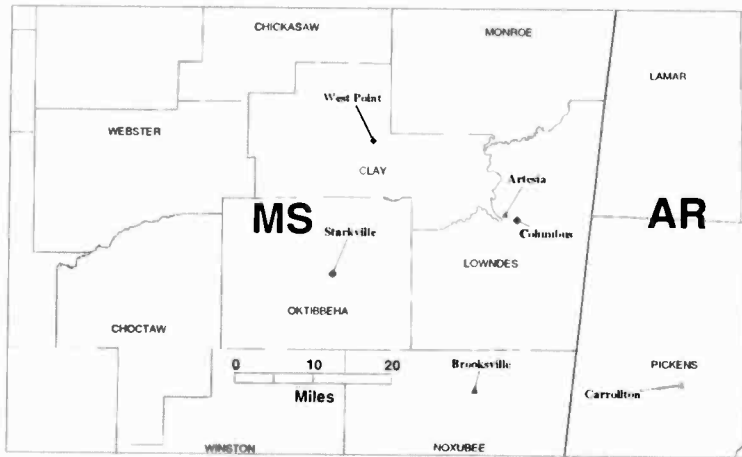 CHICKASAW
MONROE
LAMAR
West Point
WEBSTER
CLAY
Artesia
MS
AR
Starkville
Columbus
LOWNDES
OKTIBBEHA
CHOCTAW
0 10 20
Miles
Brooksville
PICKENS
Carrollton
WINSTON
NOXUBEE